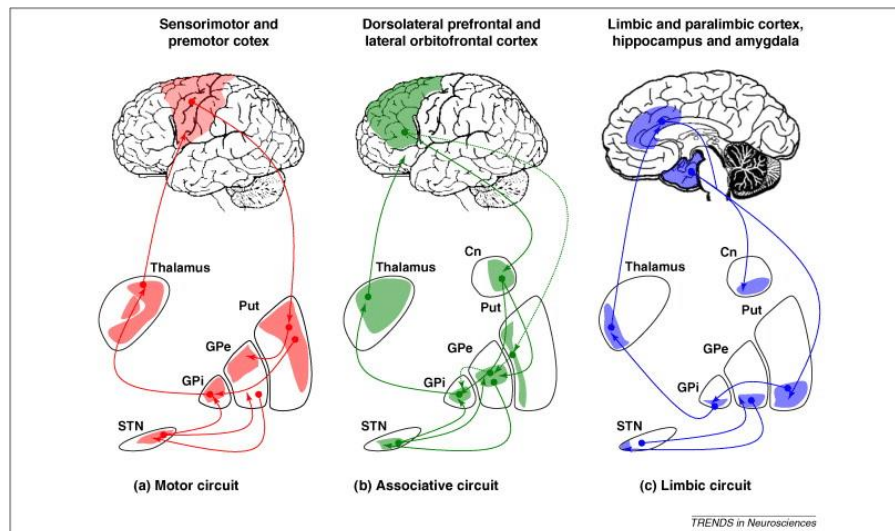 Sensorimotor and
premotor cotex
Dorsolateral prefrontal and
lateral orbitofrontal cortex
Limbic and paralimbic cortex,
hippocampus and amygdala
Thalamus
Put
GPe
GPi
STN
(a) Motor circuit
Cn
Thalamus
Put
GPe
GPi
STN
(b) Associative circuit
Cn
Thalamus
Put
GPe
GPi
STN
(c) Limbic circuit
TRENDS in Neurosciences